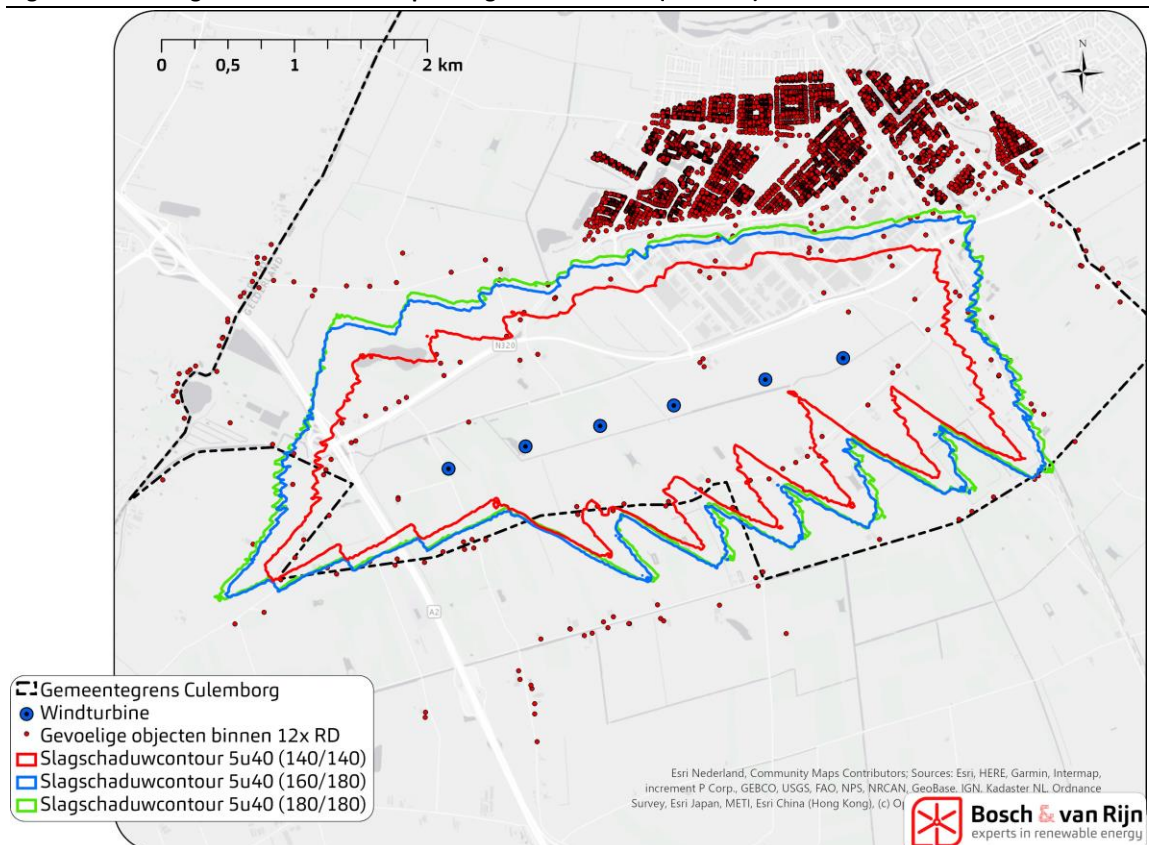 0 0,5 1 2 km
N
GELDERLAND
N320
A2
Gemeentegrens Culemborg
Windturbine
Gevoelige objecten binnen 12x RD
Slagschaduwcontour 5u40 (140/140)
Slagschaduwcontour 5u40 (160/180)
Slagschaduwcontour 5u40 (180/180)
Esri Nederland, Community Maps Contributors; Sources: Esri, HERE, Garmin, Intermap,
increment P Corp., GEBCO, USGS, FAO, NPS, NRCAN, GeoBase. IGN. Kadaster NL. Ordnance
Survey, Esri Japan, METI, Esri China (Hong Kong), (c)
Bosch & van Rijn
experts in renewable energy